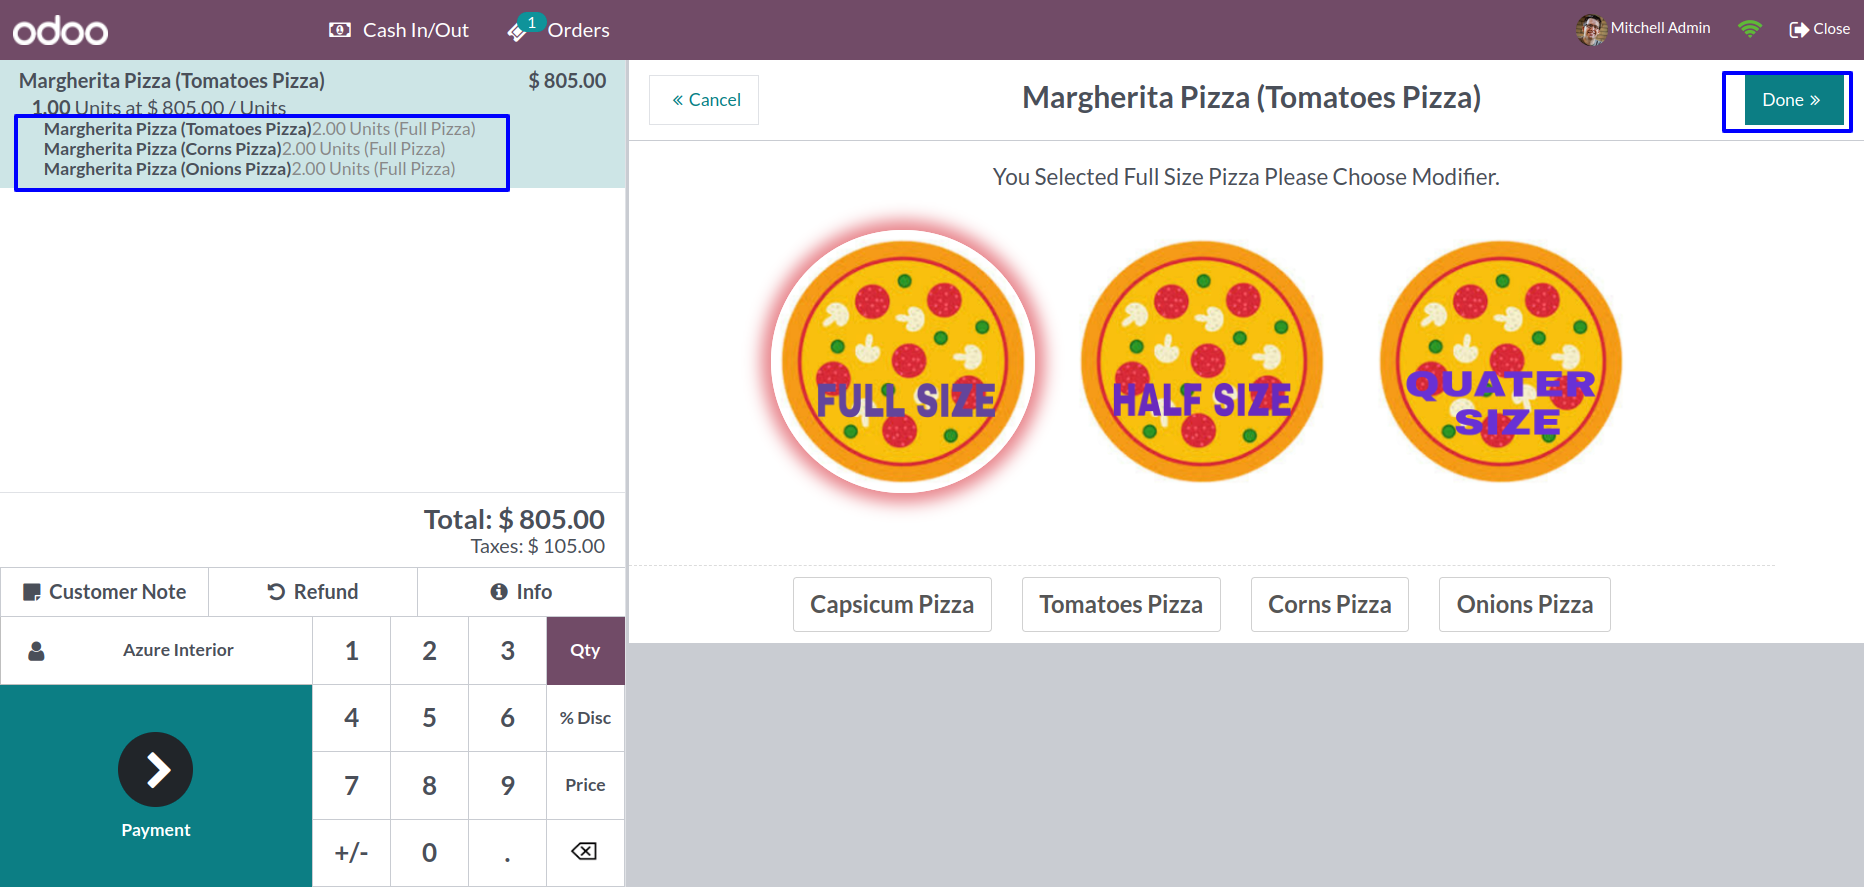 odoo
Cash In/Out
1
Orders
Mitchell Admin
Close
Margherita Pizza (Tomatoes Pizza) $ 805.00
1.00 Units at $ 805.00 / Units
Margherita Pizza (Tomatoes Pizza)2.00 Units (Full Pizza)
Margherita Pizza (Corns Pizza)2.00 Units (Full Pizza)
Margherita Pizza (Onions Pizza)2.00 Units (Full Pizza)
Total: $ 805.00
Taxes: $ 105.00
Customer Note
Refund
Info
Azure Interior
1 2 3 Qty
4 5 6 % Disc
7 8 9 Price
+/- 0 .
Payment
« Cancel
Margherita Pizza (Tomatoes Pizza)
Done »
You Selected Full Size Pizza Please Choose Modifier.
FULL SIZE
HALF SIZE
QUATER
SIZE
Capsicum Pizza
Tomatoes Pizza
Corns Pizza
Onions Pizza